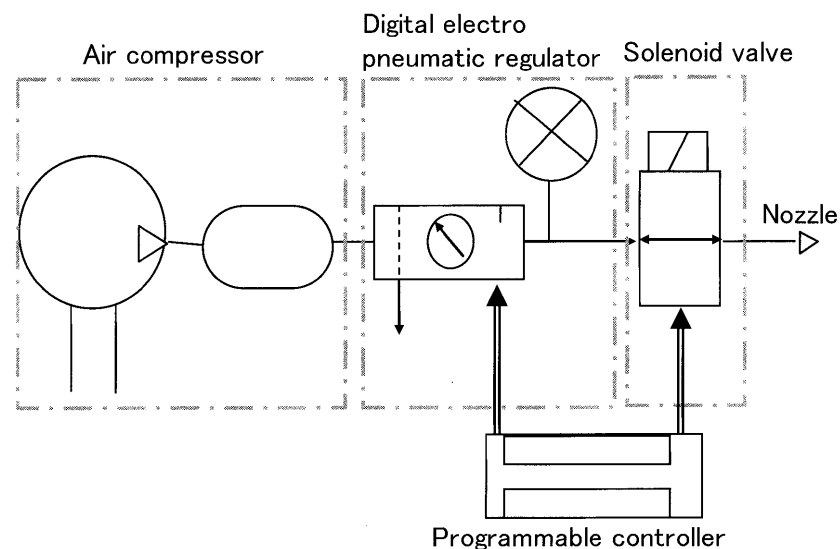 Air compressor
Digital electro
pneumatic regulator
Solenoid valve
Nozzle
Programmable controller